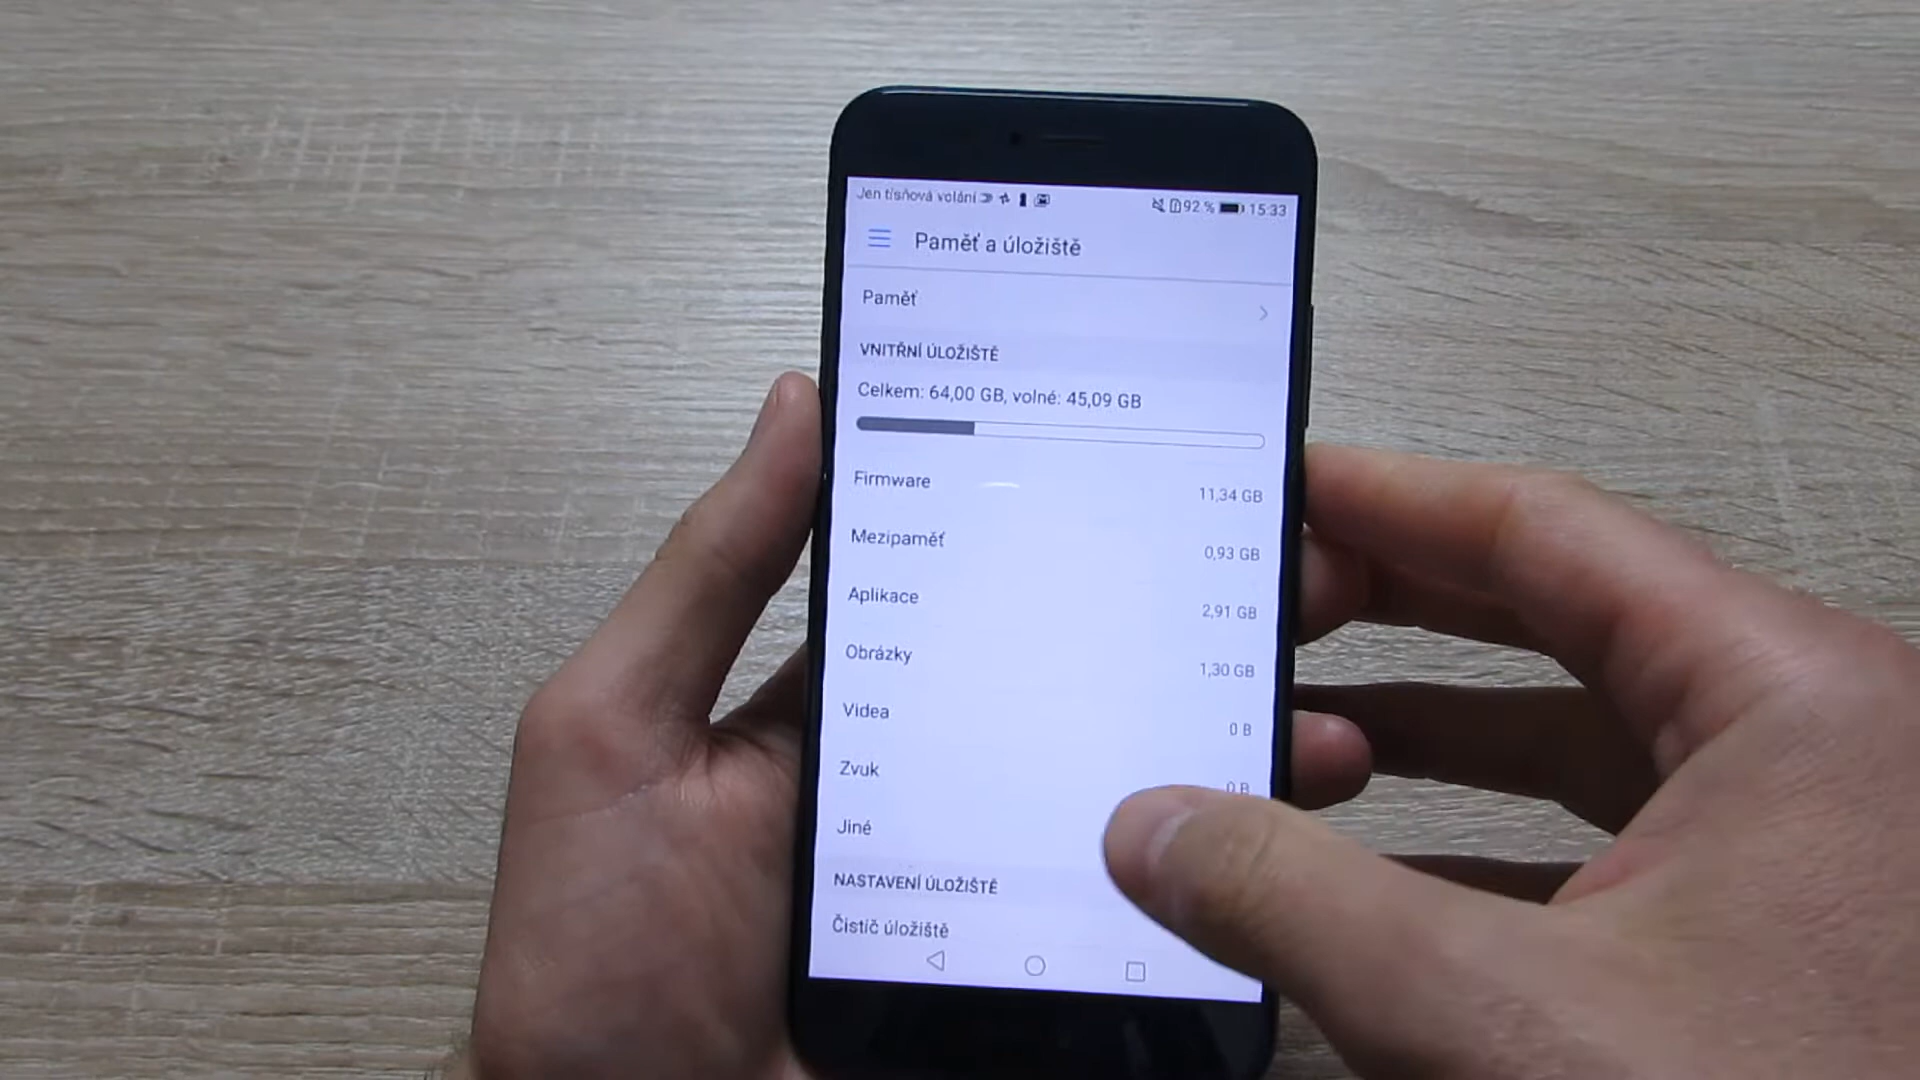 Jen tísňová volání 92 % 15:33
Paměť a úložiště
Paměť
VNITŘNÍ ÚLOŽIŠTĚ
Celkem: 64,00 GB, volné: 45,09 GB
Firmware 11,34 GB
Mezipaměť 0,93 GB
Aplikace 2,91 GB
Obrázky 1,30 GB
Videa 0 B
Zvuk 0 B
Jiné
NASTAVENÍ ÚLOŽIŠTĚ
Čistič úložiště